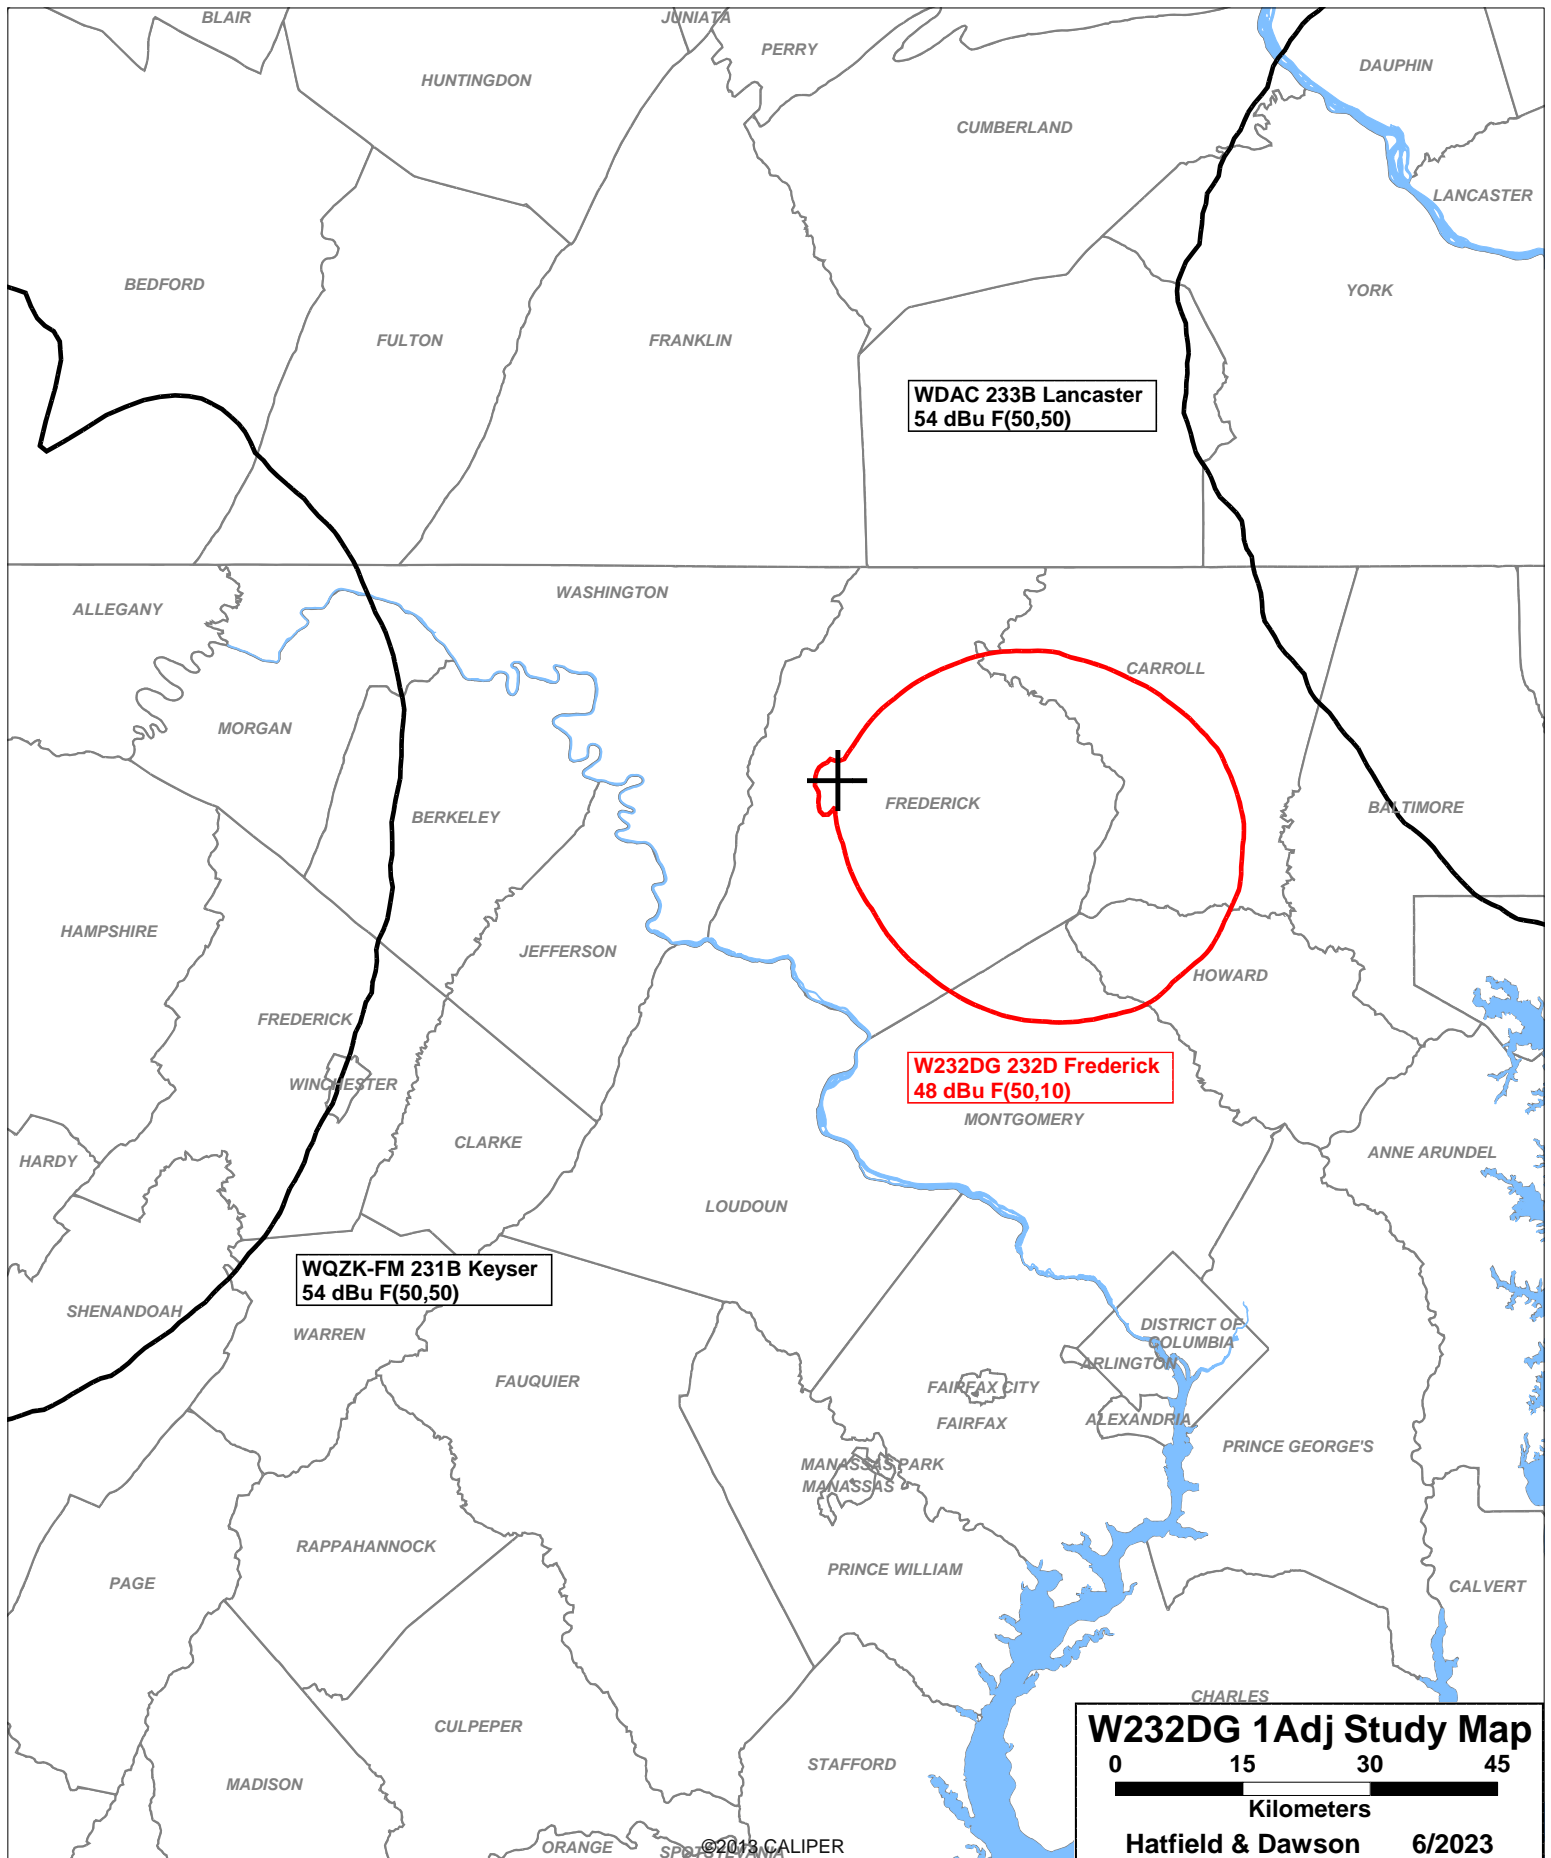 BLAIR
JUNIATA
PERRY
HUNTINGDON
DAUPHIN
CUMBERLAND
LANCASTER
BEDFORD
YORK
FULTON
FRANKLIN
WDAC 233B Lancaster
54 dBu F(50,50)
WASHINGTON
ALLEGANY
CARROLL
MORGAN
FREDERICK
BALTIMORE
BERKELEY
HAMPSHIRE
JEFFERSON
HOWARD
FREDERICK
W232DG 232D Frederick
48 dBu F(50,10)
WINCHESTER
MONTGOMERY
CLARKE
HARDY
ANNE ARUNDEL
LOUDOUN
WQZK-FM 231B Keyser
54 dBu F(50,50)
SHENANDOAH
WARREN
DISTRICT OF
COLUMBIA
ARLINGTON
FAUQUIER
FAIRFAX CITY
FAIRFAX
ALEXANDRIA
PRINCE GEORGE'S
MANASSAS PARK
MANASSAS
RAPPAHANNOCK
PRINCE WILLIAM
PAGE
CALVERT
CHARLES
CULPEPER
STAFFORD
MADISON
W232DG 1Adj Study Map
0 15 30 45
Kilometers
Hatfield & Dawson 6/2023
ORANGE
SPOTSYLVANIA
©2013 CALIPER